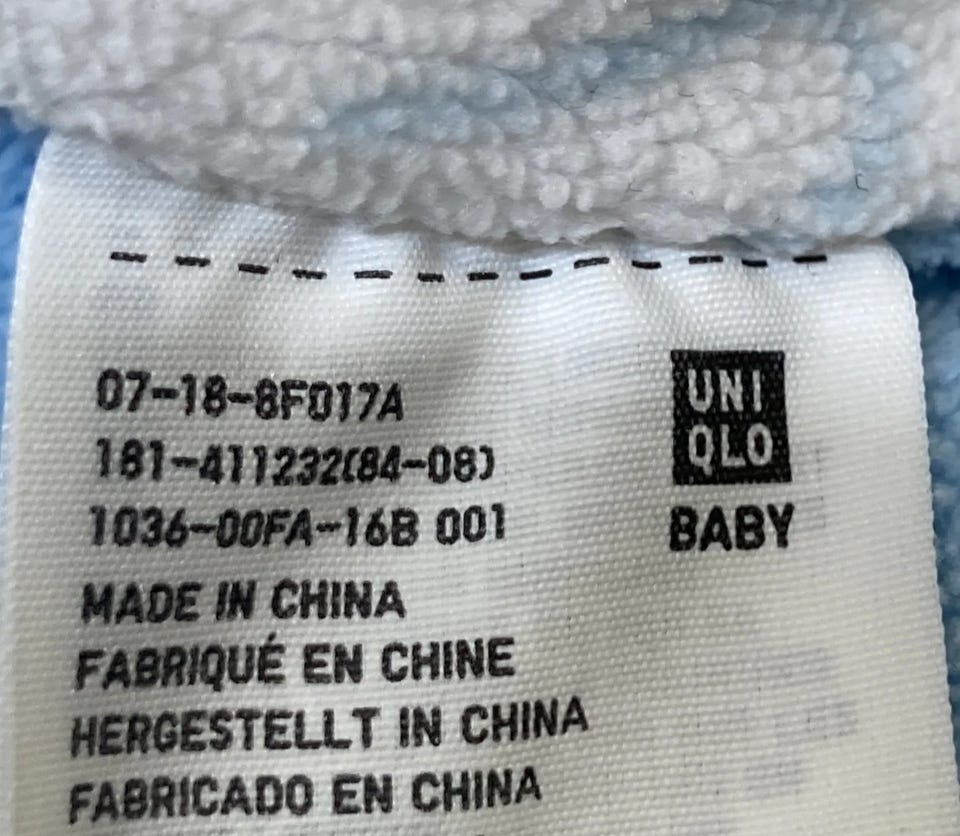 07-18-8F017A
181-411232(84-08)
1036-00FA-16B 001
UNI
QLO
BABY
MADE IN CHINA
FABRIQUÉ EN CHINE
HERGESTELLT IN CHINA
FABRICADO EN CHINA